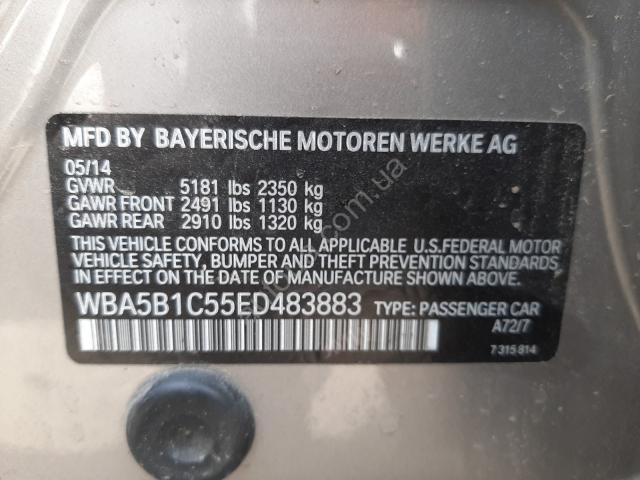 MFD BY BAYERISCHE MOTOREN WERKE AG
05/14
GVWR 5181 lbs 2350 kg
GAWR FRONT 2491 lbs 1130 kg
GAWR REAR 2910 lbs 1320 kg
THIS VEHICLE CONFORMS TO ALL APPLICABLE U.S.FEDERAL MOTOR
VEHICLE SAFETY, BUMPER AND THEFT PREVENTION STANDARDS
IN EFFECT ON THE DATE OF MANUFACTURE SHOWN ABOVE.
WBA5B1C55ED483883 TYPE: PASSENGER CAR
A72/7
7 315 814